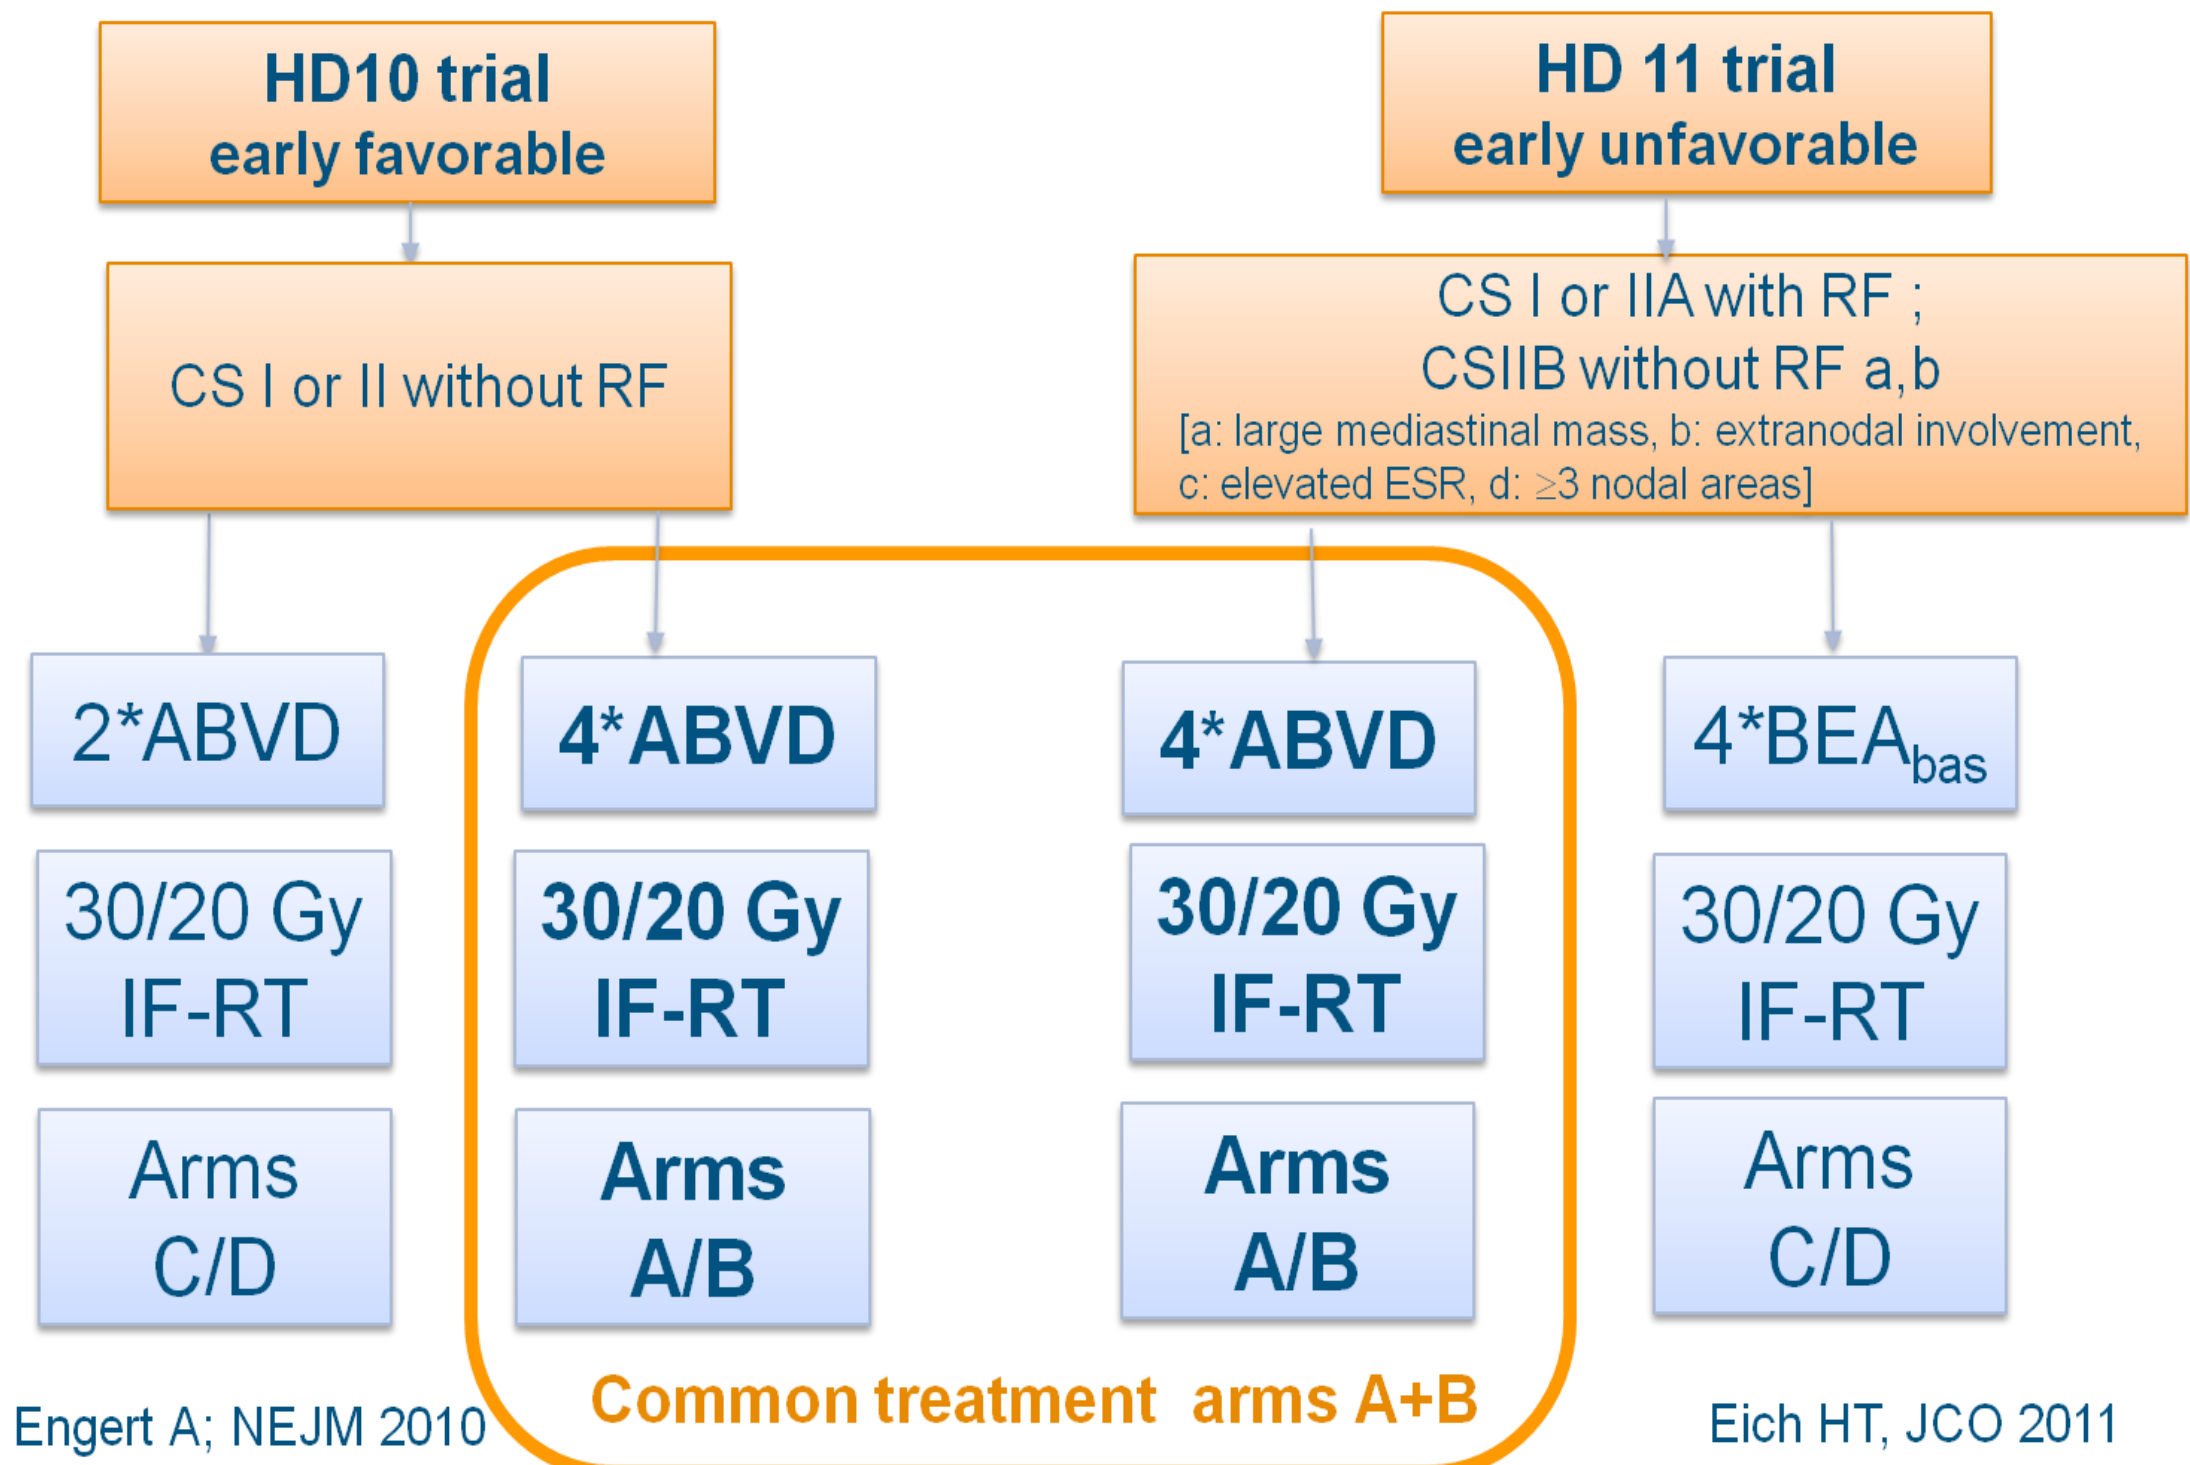 HD10 trial
early favorable
HD 11 trial
early unfavorable
CS I or II without RF
CS I or IIA with RF ;
CSIIB without RF a,b
[a: large mediastinal mass, b: extranodal involvement,
c: elevated ESR, d: ≥3 nodal areas]
2*ABVD
4*ABVD
4*ABVD
4*BEAbas
30/20 Gy
IF-RT
30/20 Gy
IF-RT
30/20 Gy
IF-RT
30/20 Gy
IF-RT
Arms
C/D
Arms
A/B
Arms
A/B
Arms
C/D
Common treatment arms A+B
Engert A; NEJM 2010
Eich HT, JCO 2011